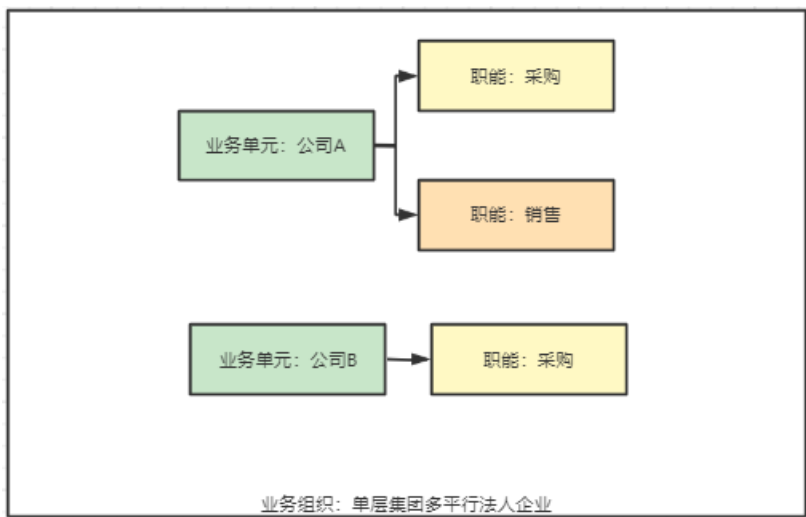 职能：采购
业务单元：公司A
职能：销售
业务单元：公司B
职能：采购
业务组织：单层集团多平行法人企业